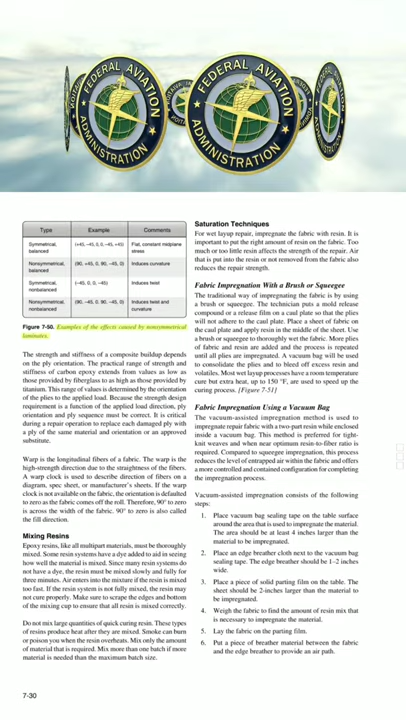 FEDERAL AVIATION
ADMINISTRATION
FEDERAL AVIATION
ADMINISTRATION
Type Example Comments
Symmetrical, balanced (+45, -45, 0, 0, -45, +45) Flat, constant midplane stress
Nonsymmetrical, balanced (90, +45, 0, 90, -45, 0) Induces curvature
Symmetrical, nonbalanced (-45, 0, 0, -45) Induces twist
Nonsymmetrical, nonbalanced (90, -45, 0, 90, -45, 0) Induces twist and curvature
Figure 7-50. Examples of the effects caused by nonsymmetrical
laminates.
The strength and stiffness of a composite buildup depends
on the ply orientation. The practical range of strength and
stiffness of carbon epoxy extends from values as low as
those provided by fiberglass to as high as those provided by
titanium. This range of values is determined by the orientation
of the plies to the applied load. Because the strength design
requirement is a function of the applied load direction, ply
orientation and ply sequence must be correct. It is critical
during a repair operation to replace each damaged ply with
a ply of the same material and orientation or an approved
substitute.
Warp is the longitudinal fibers of a fabric. The warp is the
high-strength direction due to the straightness of the fibers.
A warp clock is used to describe direction of fibers on a
diagram, spec sheet, or manufacturer's sheets. If the warp
clock is not available on the fabric, the orientation is defaulted
to zero as the fabric comes off the roll. Therefore, 90° to zero
is across the width of the fabric. 90° to zero is also called
the fill direction.
Mixing Resins
Epoxy resins, like all multipart materials, must be thoroughly
mixed. Some resin systems have a dye added to aid in seeing
how well the material is mixed. Since many resin systems do
not have a dye, the resin must be mixed slowly and fully for
three minutes. Air enters into the mixture if the resin is mixed
too fast. If the resin system is not fully mixed, the resin may
not cure properly. Make sure to scrape the edges and bottom
of the mixing cup to ensure that all resin is mixed correctly.
Do not mix large quantities of quick curing resin. These types
of resins produce heat after they are mixed. Smoke can burn
or poison you when the resin overheats. Mix only the amount
of material that is required. Mix more than one batch if more
material is needed than the maximum batch size.
Saturation Techniques
For wet layup repair, impregnate the fabric with resin. It is
important to put the right amount of resin on the fabric. Too
much or too little resin affects the strength of the repair. Air
that is put into the resin or not removed from the fabric also
reduces the repair strength.
Fabric Impregnation With a Brush or Squeegee
The traditional way of impregnating the fabric is by using
a brush or squeegee. The technician puts a mold release
compound or a release film on a caul plate so that the plies
will not adhere to the caul plate. Place a sheet of fabric on
the caul plate and apply resin in the middle of the sheet. Use
a brush or squeegee to thoroughly wet the fabric. More plies
of fabric and resin are added and the process is repeated
until all plies are impregnated. A vacuum bag will be used
to consolidate the plies and to bleed off excess resin and
volatiles. Most wet layup processes have a room temperature
cure but extra heat, up to 150 °F, are used to speed up the
curing process. [Figure 7-51]
Fabric Impregnation Using a Vacuum Bag
The vacuum-assisted impregnation method is used to
impregnate repair fabric with a two-part resin while enclosed
inside a vacuum bag. This method is preferred for tight-
knit weaves and when near optimum resin-to-fiber ratio is
required. Compared to squeegee impregnation, this process
reduces the level of entrapped air within the fabric and offers
a more controlled and contained configuration for completing
the impregnation process.
Vacuum-assisted impregnation consists of the following
steps:
1. Place vacuum bag sealing tape on the table surface
around the area that is used to impregnate the material.
The area should be at least 4 inches larger than the
material to be impregnated.
2. Place an edge breather cloth next to the vacuum bag
sealing tape. The edge breather should be 1–2 inches
wide.
3. Place a piece of solid parting film on the table. The
sheet should be 2-inches larger than the material to
be impregnated.
4. Weigh the fabric to find the amount of resin mix that
is necessary to impregnate the material.
5. Lay the fabric on the parting film.
6. Put a piece of breather material between the fabric
and the edge breather to provide an air path.
7-30